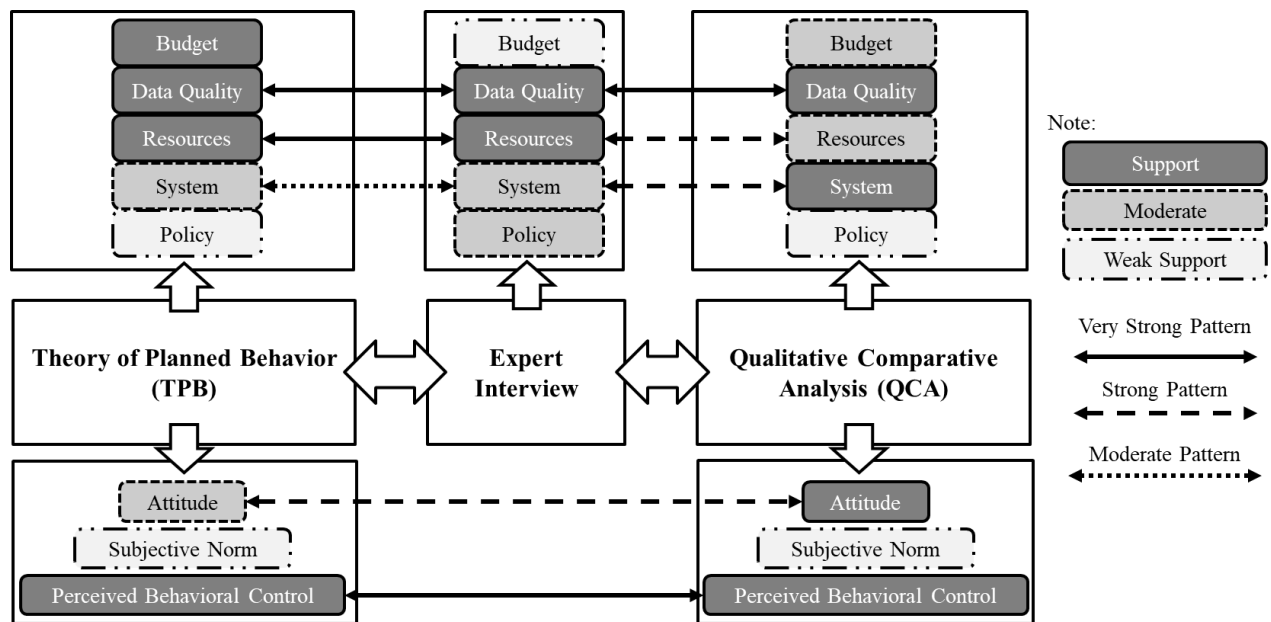 Budget
Data Quality
Resources
System
Policy
Budget
Data Quality
Resources
System
Policy
Budget
Data Quality
Resources
System
Policy
Theory of Planned Behavior
(TPB)
Expert
Interview
Qualitative Comparative
Analysis (QCA)
Attitude
Subjective Norm
Perceived Behavioral Control
Attitude
Subjective Norm
Perceived Behavioral Control
Note:
Support
Moderate
Weak Support
Very Strong Pattern
Strong Pattern
Moderate Pattern